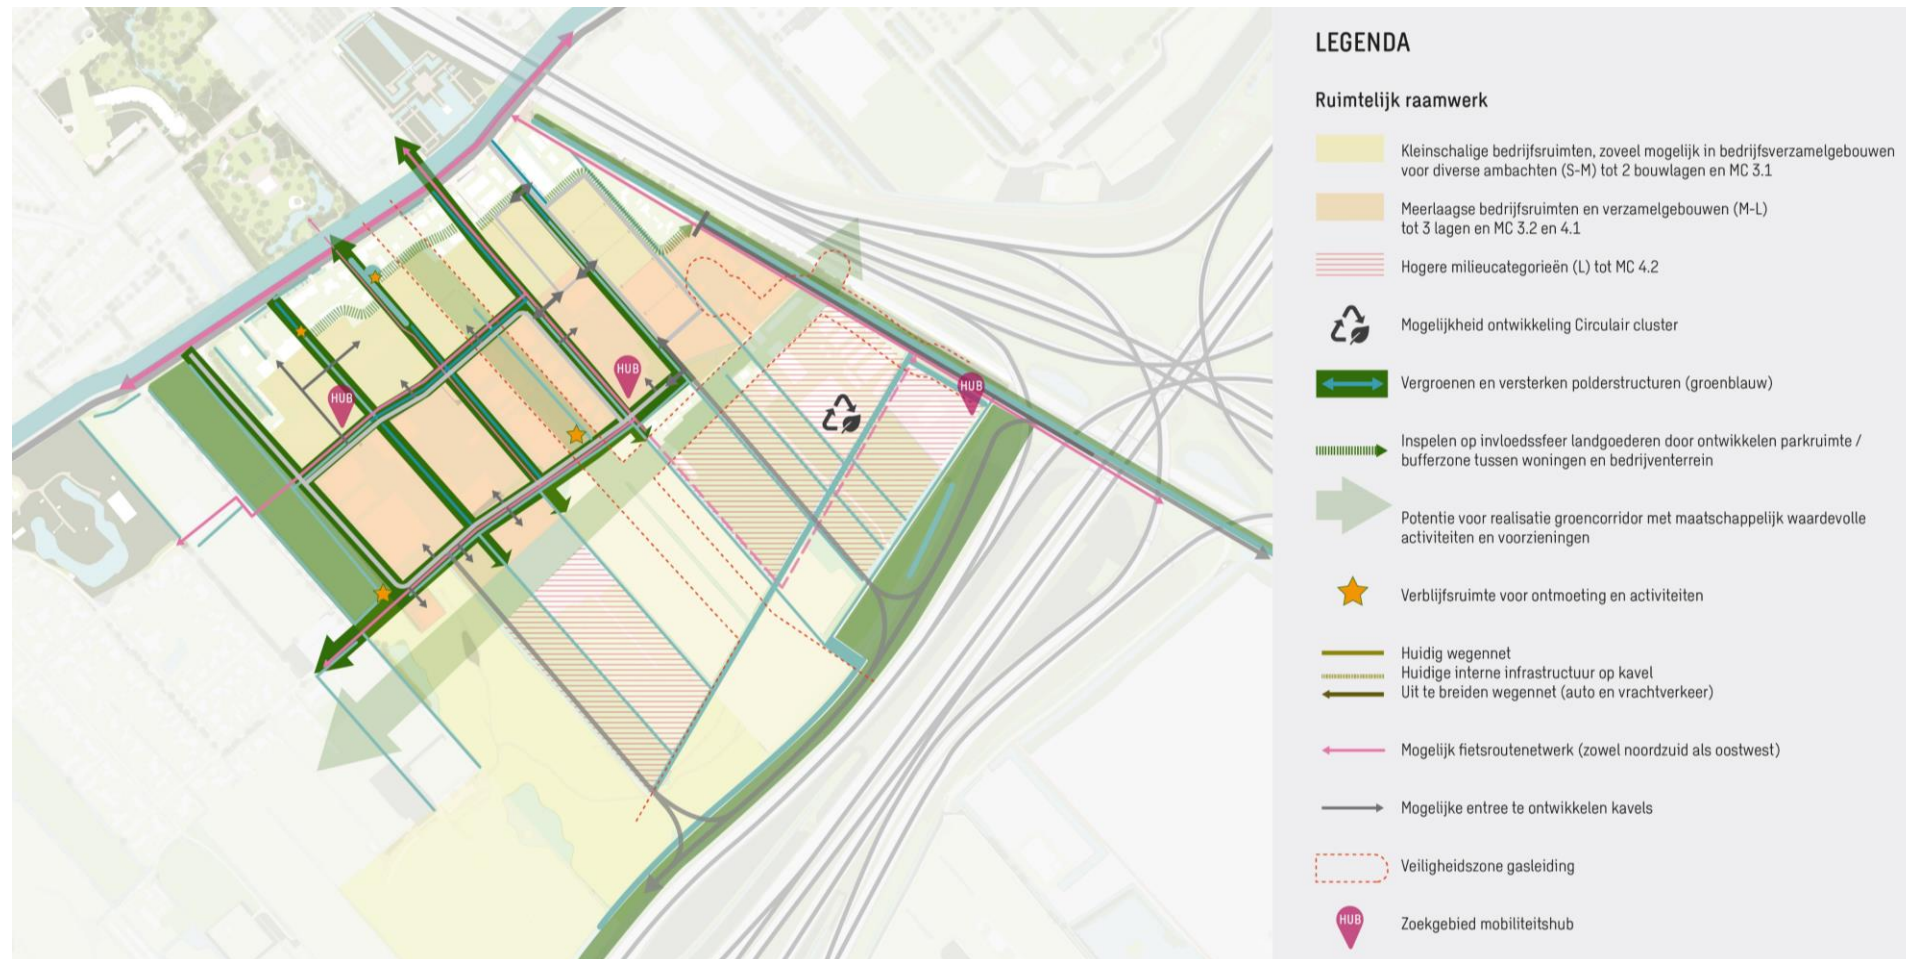 HUB
HUB
HUB
LEGENDA
Ruimtelijk raamwerk
Kleinschalige bedrijfsruimten, zoveel mogelijk in bedrijfsverzamelgebouwen
voor diverse ambachten (S-M) tot 2 bouwlagen en MC 3.1
Meerlaagse bedrijfsruimten en verzamelgebouwen (M-L)
tot 3 lagen en MC 3.2 en 4.1
Hogere milieucategorieën (L) tot MC 4.2
Mogelijkheid ontwikkeling Circulair cluster
Vergroenen en versterken polderstructuren (groenblauw)
Inspelen op invloedssfeer landgoederen door ontwikkelen parkruimte /
bufferzone tussen woningen en bedrijventerrein
Potentie voor realisatie groencorridor met maatschappelijk waardevolle
activiteiten en voorzieningen
Verblijfsruimte voor ontmoeting en activiteiten
Huidig wegennet
Huidige interne infrastructuur op kavel
Uit te breiden wegennet (auto en vrachtverkeer)
Mogelijk fietsroutenetwerk (zowel noordzuid als oostwest)
Mogelijke entree te ontwikkelen kavels
Veiligheidszone gasleiding
HUB
Zoekgebied mobiliteitshub